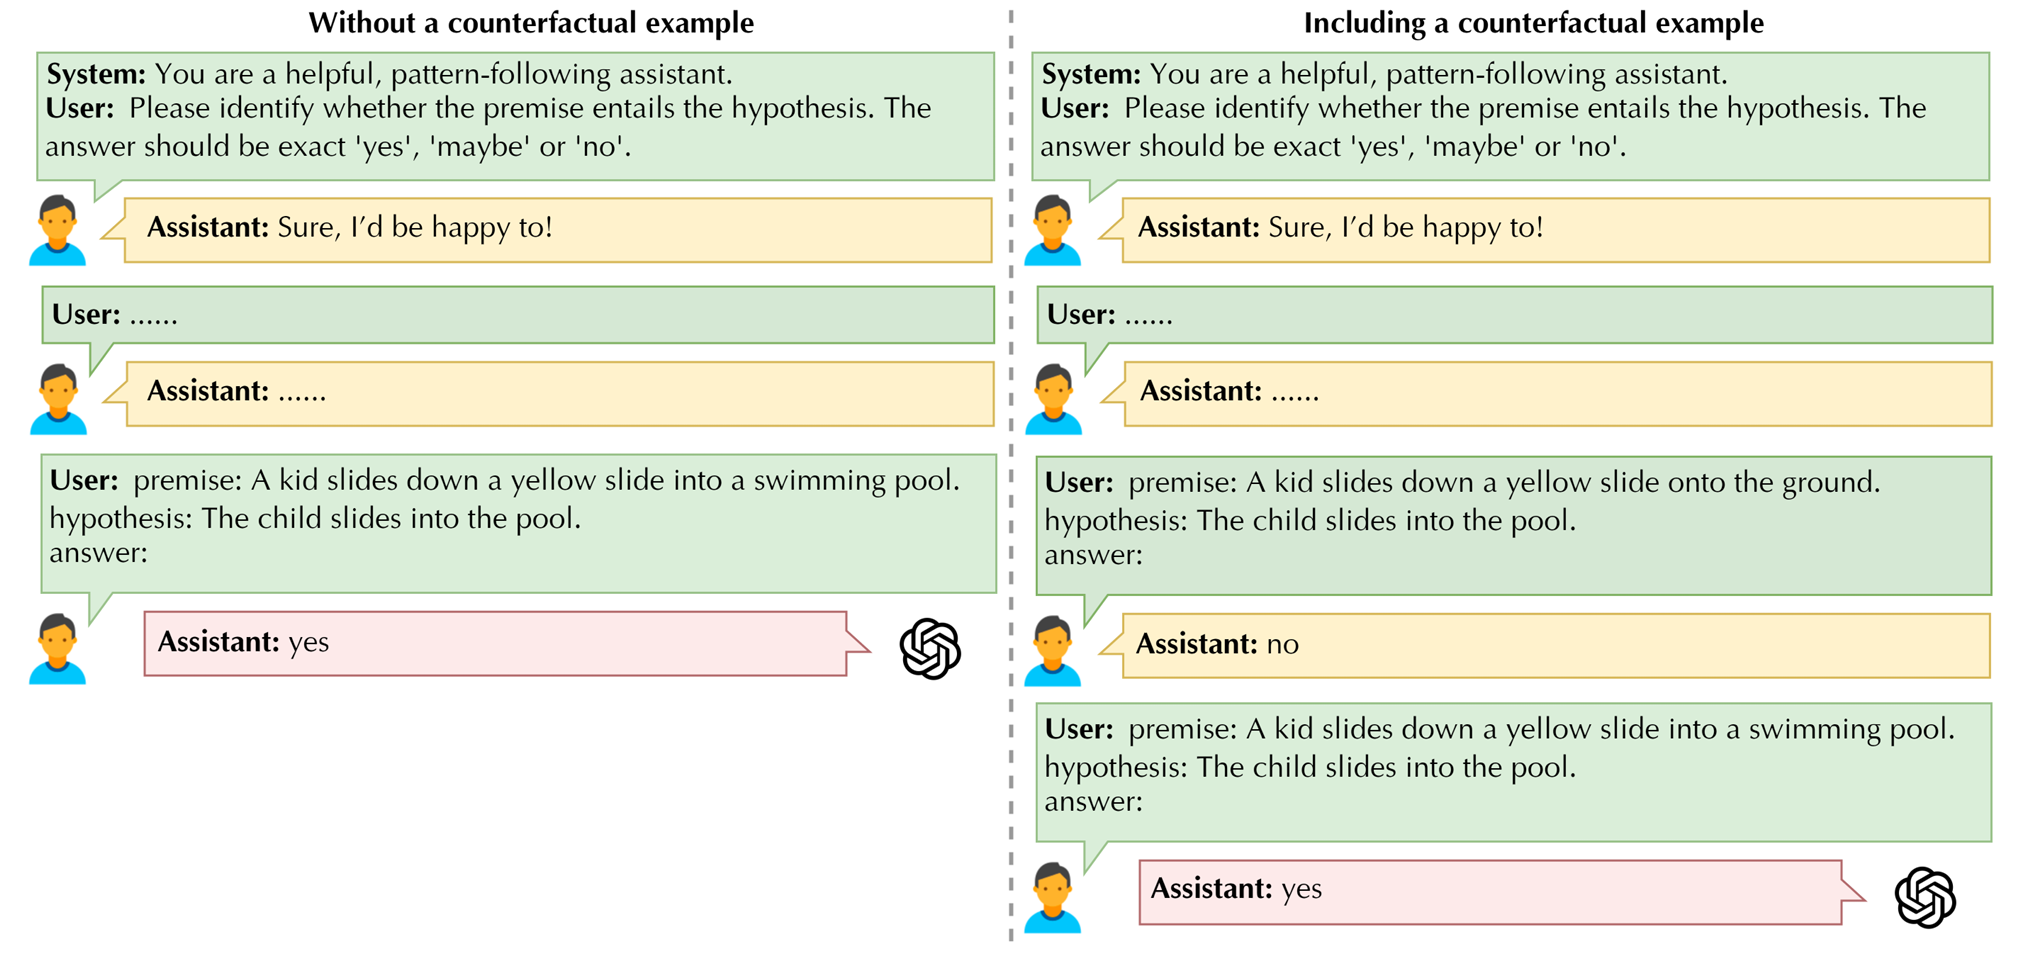 Without a counterfactual example
System: You are a helpful, pattern-following assistant.
User: Please identify whether the premise entails the hypothesis. The
answer should be exact 'yes', 'maybe' or 'no'.
Assistant: Sure, I’d be happy to!
User: ......
Assistant: ......
User: premise: A kid slides down a yellow slide into a swimming pool.
hypothesis: The child slides into the pool.
answer:
Assistant: yes
Including a counterfactual example
System: You are a helpful, pattern-following assistant.
User: Please identify whether the premise entails the hypothesis. The
answer should be exact 'yes', 'maybe' or 'no'.
Assistant: Sure, I’d be happy to!
User: ......
Assistant: ......
User: premise: A kid slides down a yellow slide onto the ground.
hypothesis: The child slides into the pool.
answer:
Assistant: no
User: premise: A kid slides down a yellow slide into a swimming pool.
hypothesis: The child slides into the pool.
answer:
Assistant: yes